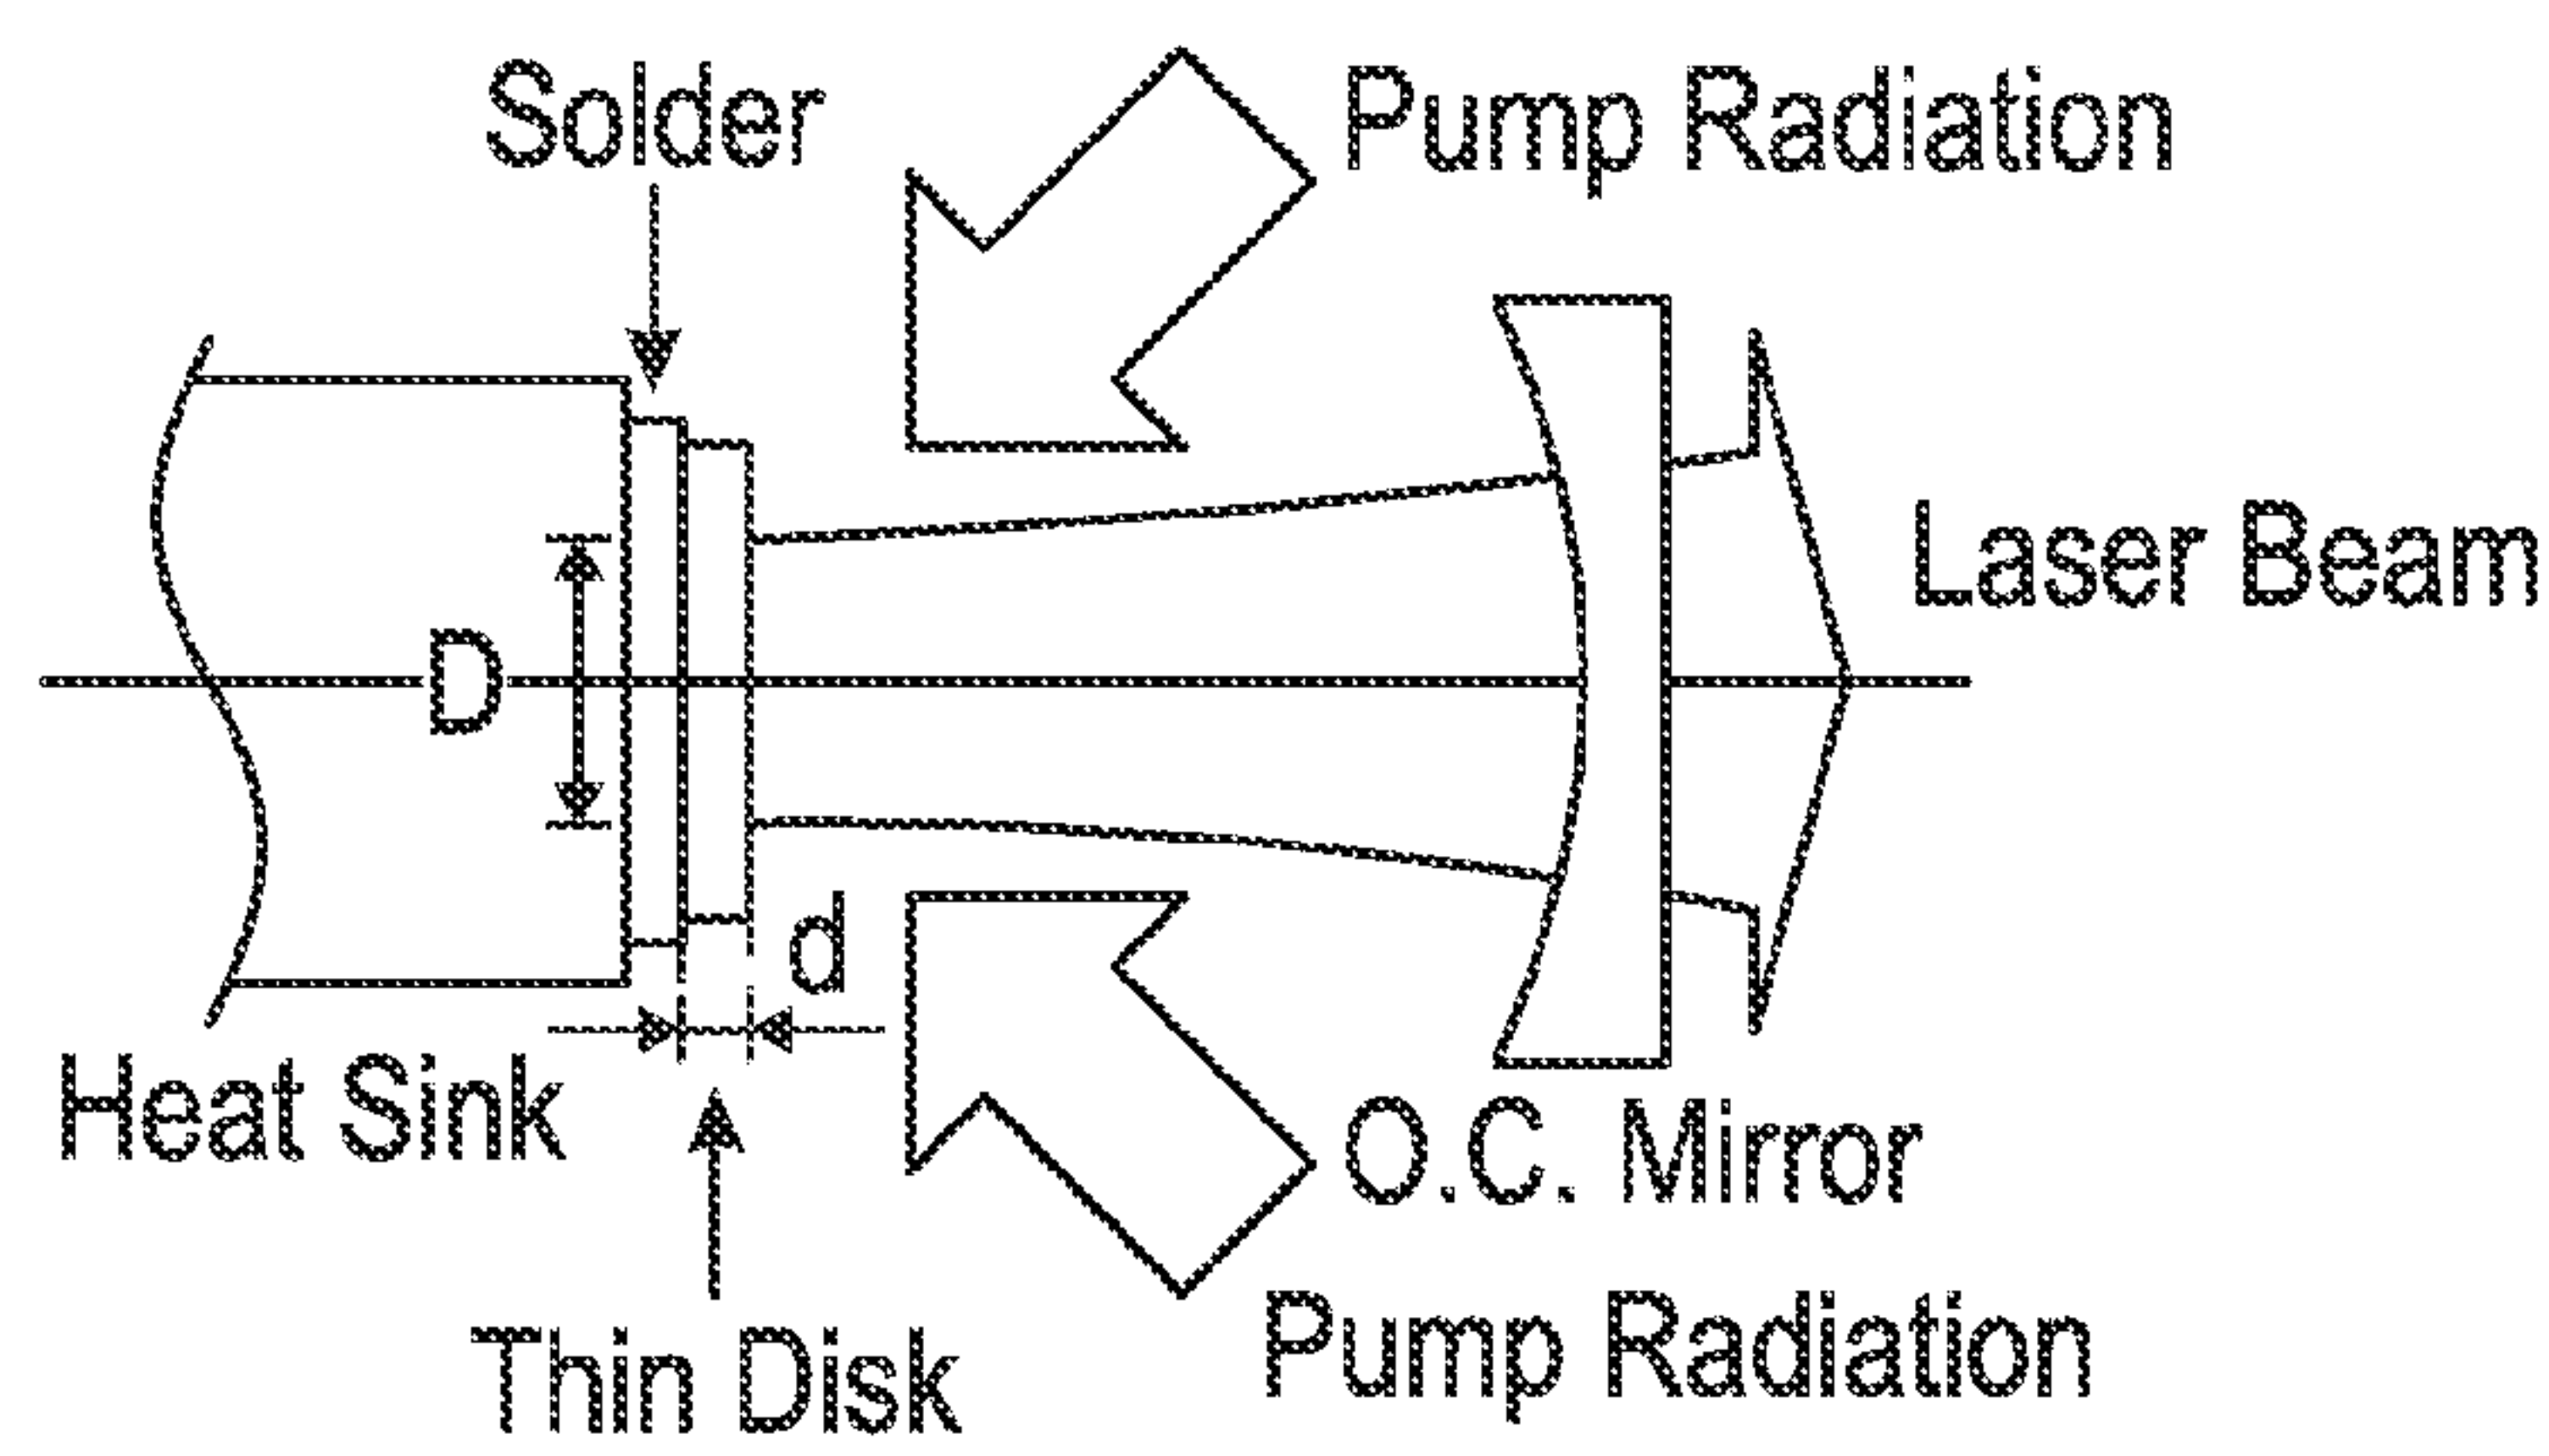 Solder
Pump Radiation
Laser Beam
D
d
Heat Sink
O.C. Mirror
Thin Disk
Pump Radiation